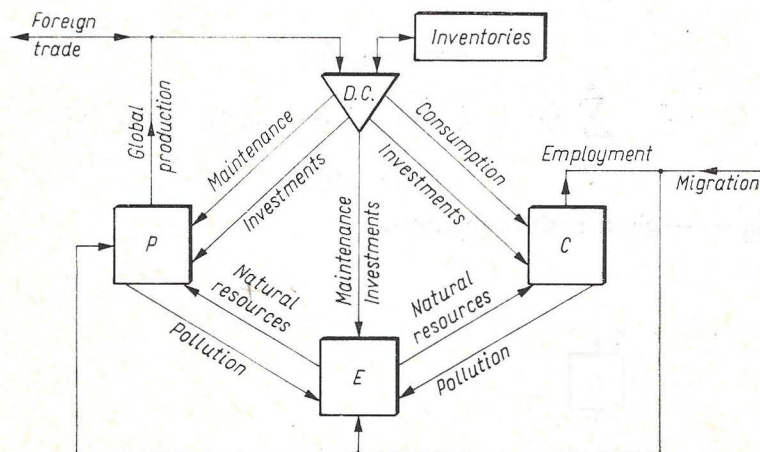 Foreign
trade
Inventories
D.C.
Global
production
Maintenance
Investments
Maintenance
Investments
Consumption
Investments
Employment
Migration
P
C
Natural
resources
Pollution
E
Natural
resources
Pollution